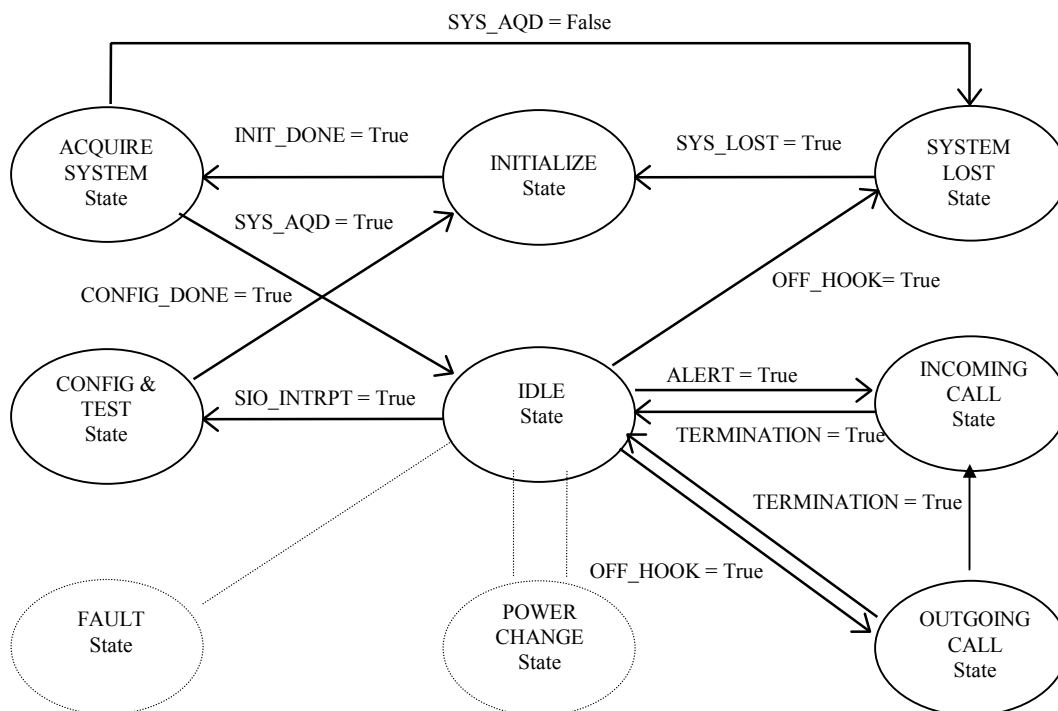 SYS_AQD = False
ACQUIRE
SYSTEM
State
INIT_DONE = True
INITIALIZE
State
SYS_LOST = True
SYSTEM
LOST
State
SYS_AQD = True
CONFIG_DONE = True
OFF_HOOK= True
CONFIG &
TEST
State
SIO_INTRPT = True
IDLE
State
ALERT = True
TERMINATION = True
INCOMING
CALL
State
TERMINATION = True
OFF_HOOK = True
FAULT
State
POWER
CHANGE
State
OUTGOING
CALL
State